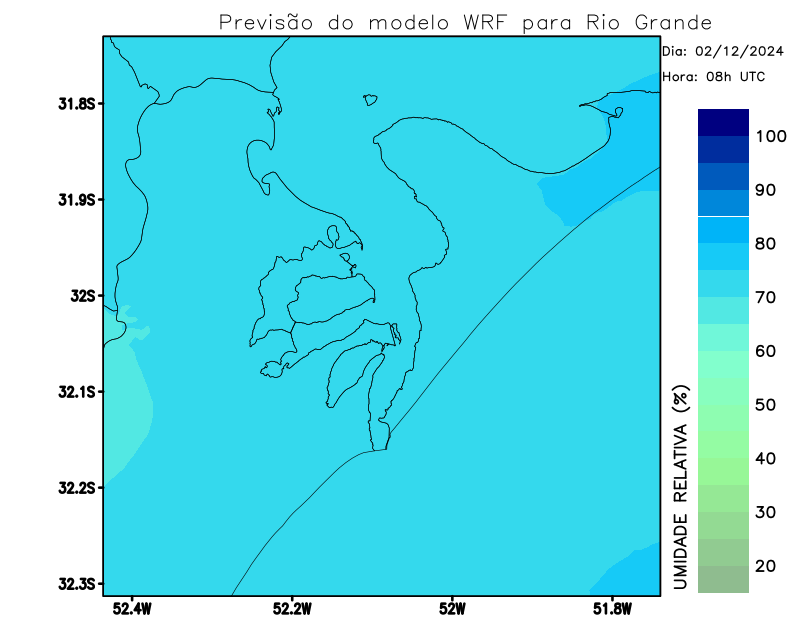 Previsão do modelo WRF para Rio Grande
Dia: 02/12/2024
Hora: 08h UTC
31.8S
31.9S
32S
32.1S
32.2S
32.3S
52.4W
52.2W
52W
51.8W
100
90
80
70
60
50
40
30
20
UMIDADE RELATIVA (%)